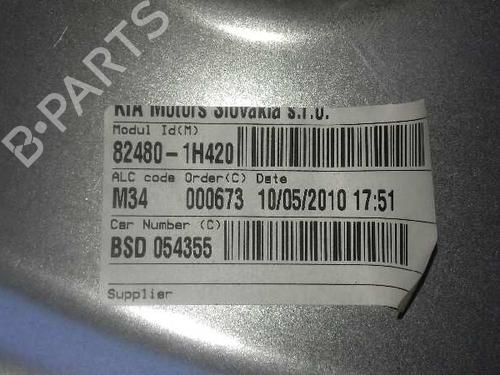 KIA Motors Slovakia s.r.o.
Modul Id(M)
82480-1H420
ALC code Order(C) Date
M34 000673 10/05/2010 17:51
Car Number (C)
BSD 054355
Supplier
B-PARTS